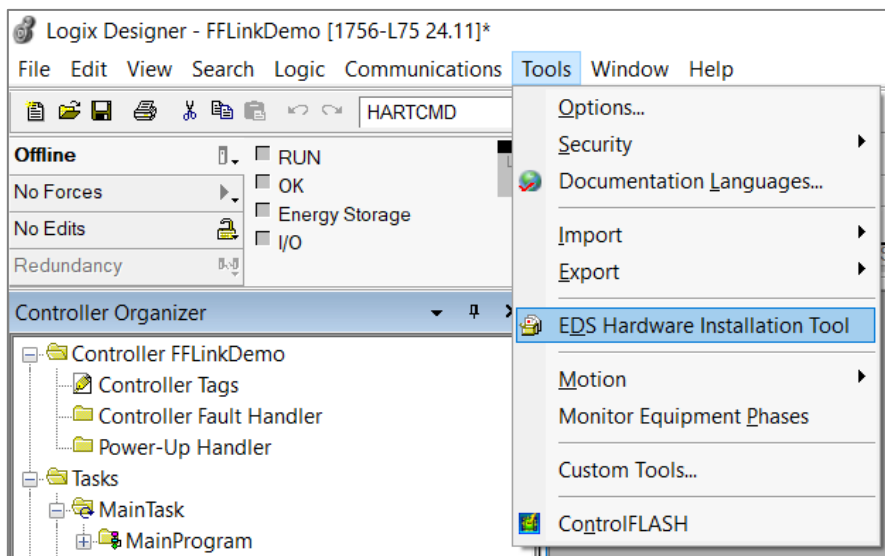 Logix Designer - FFLinkDemo [1756-L75 24.11]*
File Edit View Search Logic Communications Tools Window Help
HARTCMD
Offline
RUN
No Forces
OK
No Edits
Energy Storage
I/O
Redundancy
Controller Organizer
Controller FFLinkDemo
Controller Tags
Controller Fault Handler
Power-Up Handler
Tasks
MainTask
MainProgram
Options...
Security
Documentation Languages...
Import
Export
EDS Hardware Installation Tool
Motion
Monitor Equipment Phases
Custom Tools...
ControlFLASH